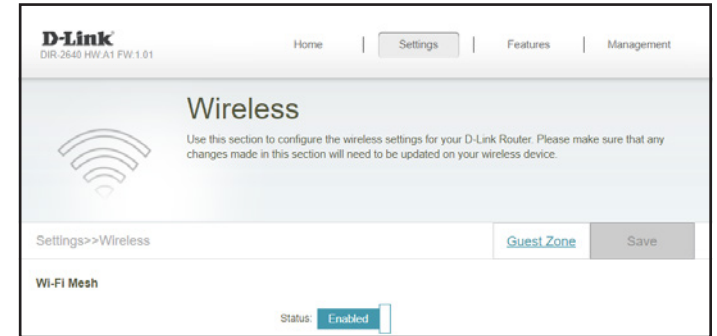 D-Link
DIR-2640 HW:A1 FW:1.01
Home | Settings | Features | Management
Wireless
Use this section to configure the wireless settings for your D-Link Router. Please make sure that any
changes made in this section will need to be updated on your wireless device.
Settings>>Wireless
Guest Zone
Save
Wi-Fi Mesh
Status: Enabled